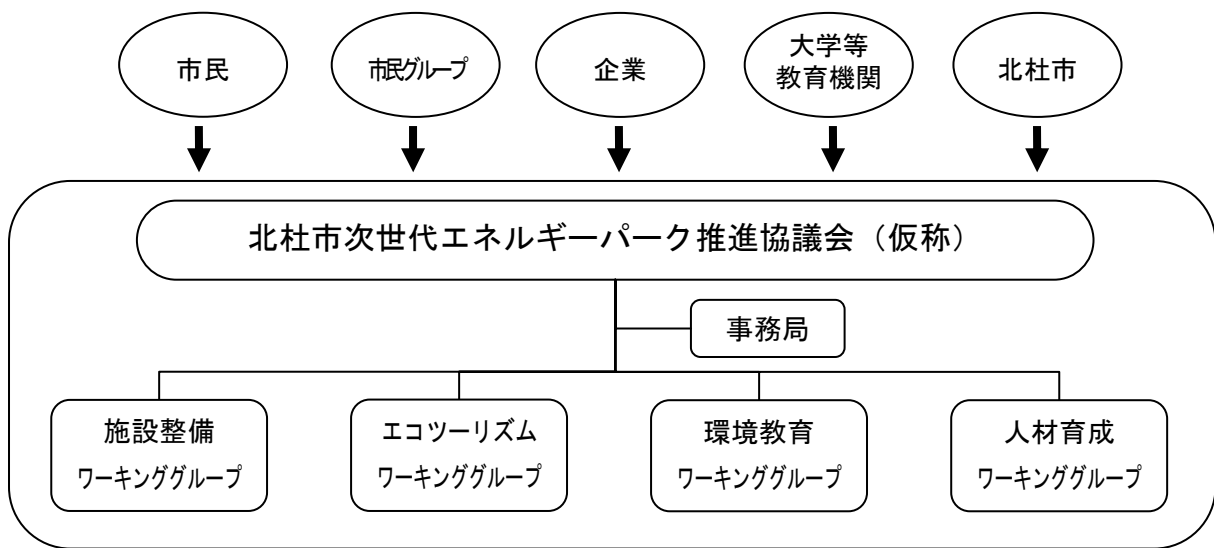 市民
市民グループ
企業
大学等
教育機関
北杜市
北杜市次世代エネルギーパーク推進協議会（仮称）
事務局
施設整備
ワーキンググループ
エコツーリズム
ワーキンググループ
環境教育
ワーキンググループ
人材育成
ワーキンググループ